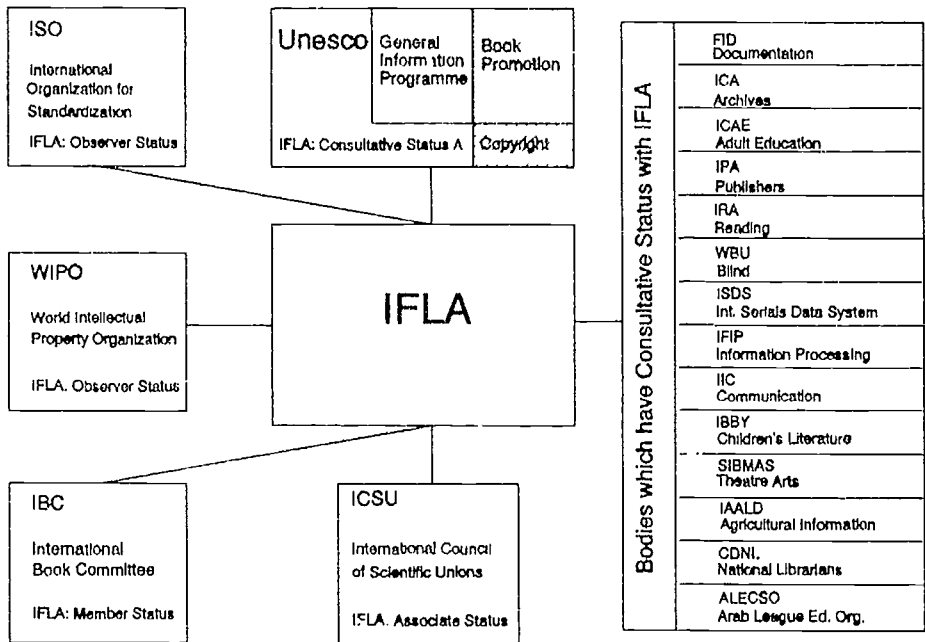 ISO
International
Organization for
Standardization
IFLA: Observer Status
Unesco
General
Information
Programme
Book
Promotion
IFLA: Consultative Status A
Copyright
WIPO
World Intellectual
Property Organization
IFLA. Observer Status
IFLA
IBC
International
Book Committee
IFLA: Member Status
ICSU
International Council
of Scientific Unions
IFLA. Associate Status
Bodies which have Consultative Status with IFLA
FID
Documentation
ICA
Archives
ICAE
Adult Education
IPA
Publishers
IRA
Reading
WBU
Blind
ISDS
Int. Serials Data System
IFIP
Information Processing
IIC
Communication
IBBY
Children's Literature
SIBMAS
Theatre Arts
IAALD
Agricultural Information
CDNL
National Librarians
ALECSO
Arab League Ed. Org.